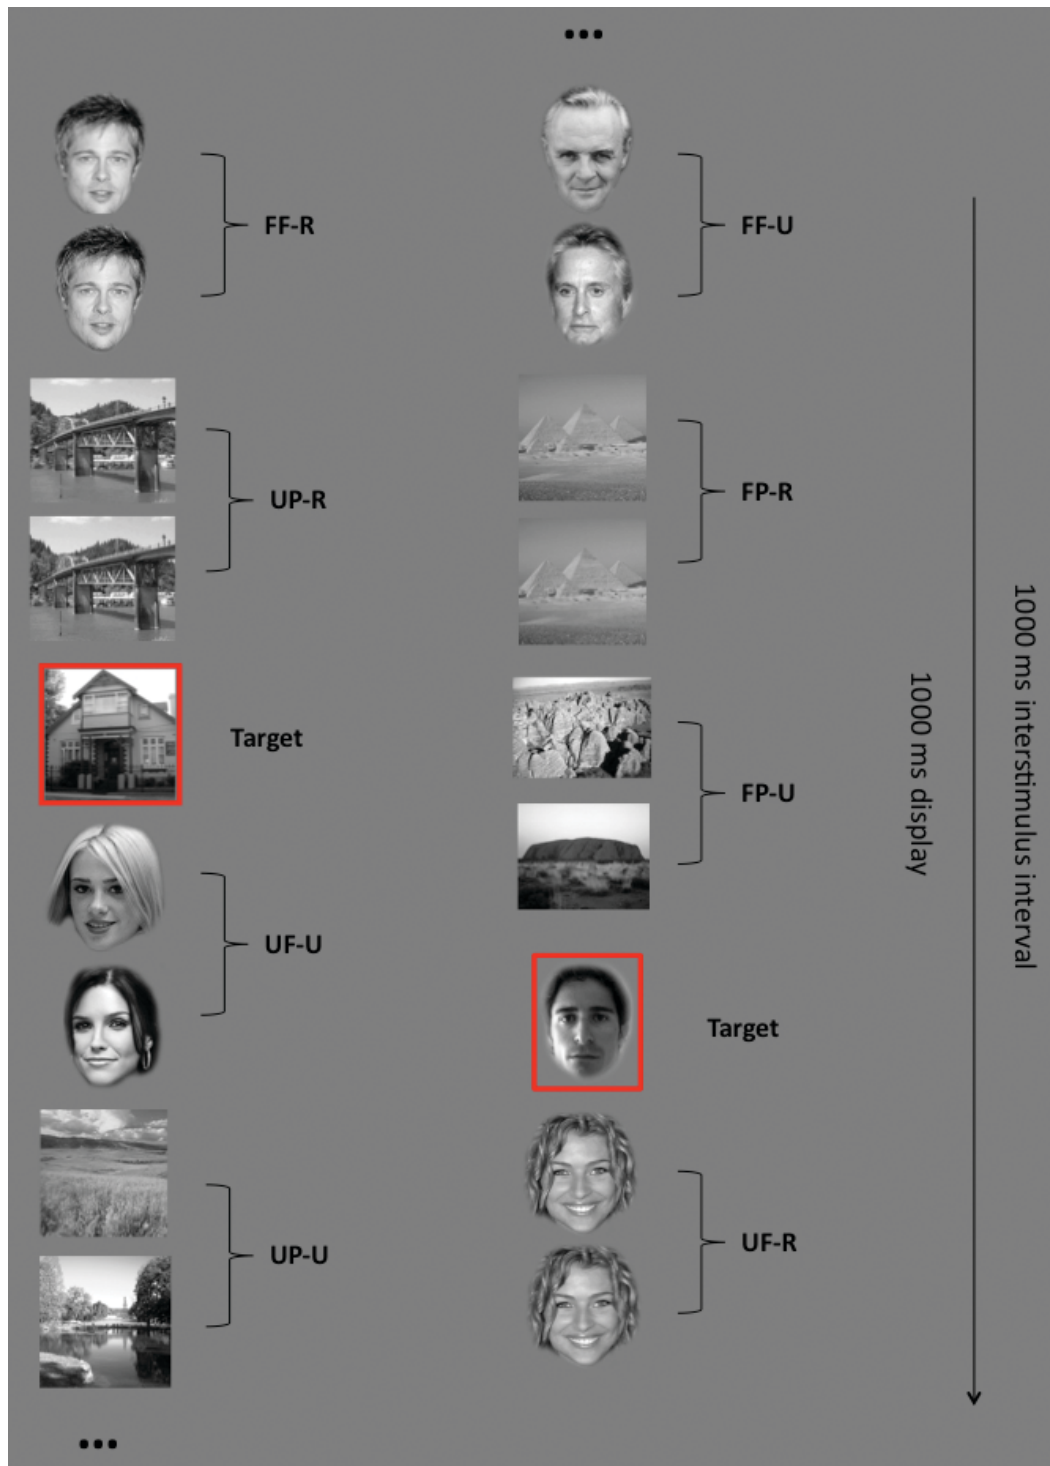 FF-R
UP-R
Target
UF-U
UP-U
...
...
FF-U
FP-R
FP-U
Target
UF-R
1000 ms display
1000 ms interstimulus interval